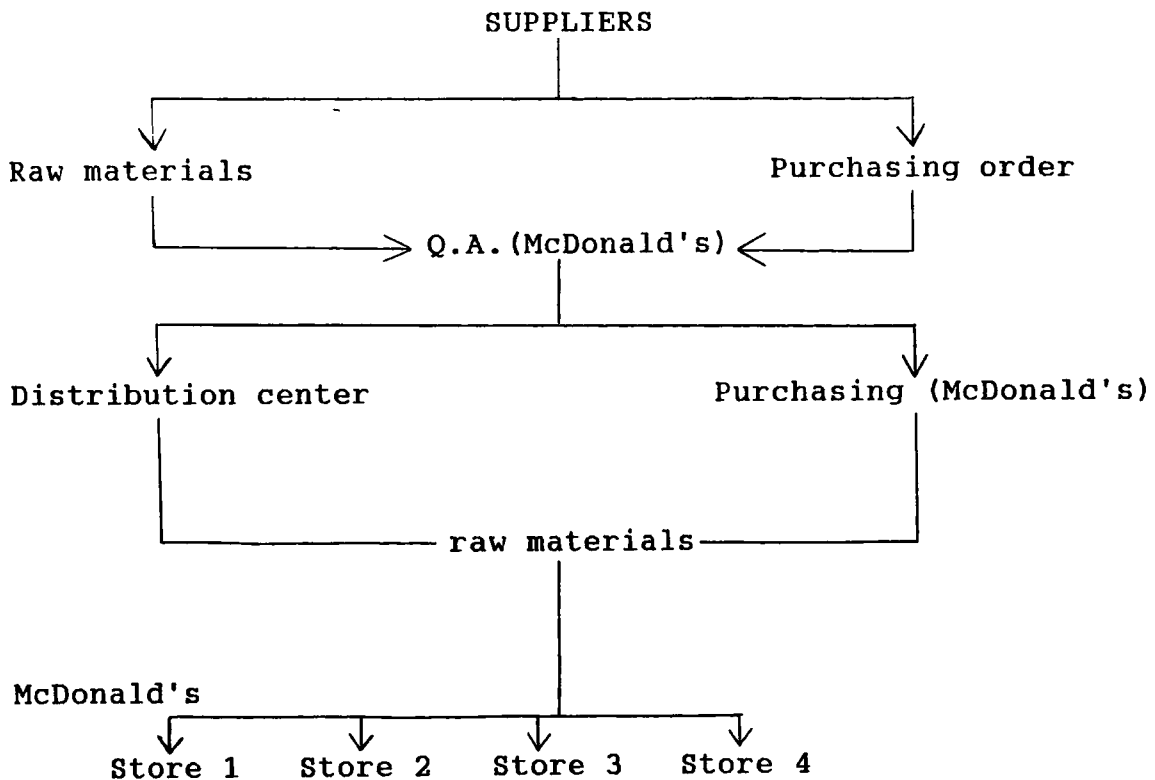 SUPPLIERS
Raw materials
Purchasing order
Q.A.(McDonald's)
Distribution center
Purchasing (McDonald's)
raw materials
McDonald's
Store 1 Store 2 Store 3 Store 4